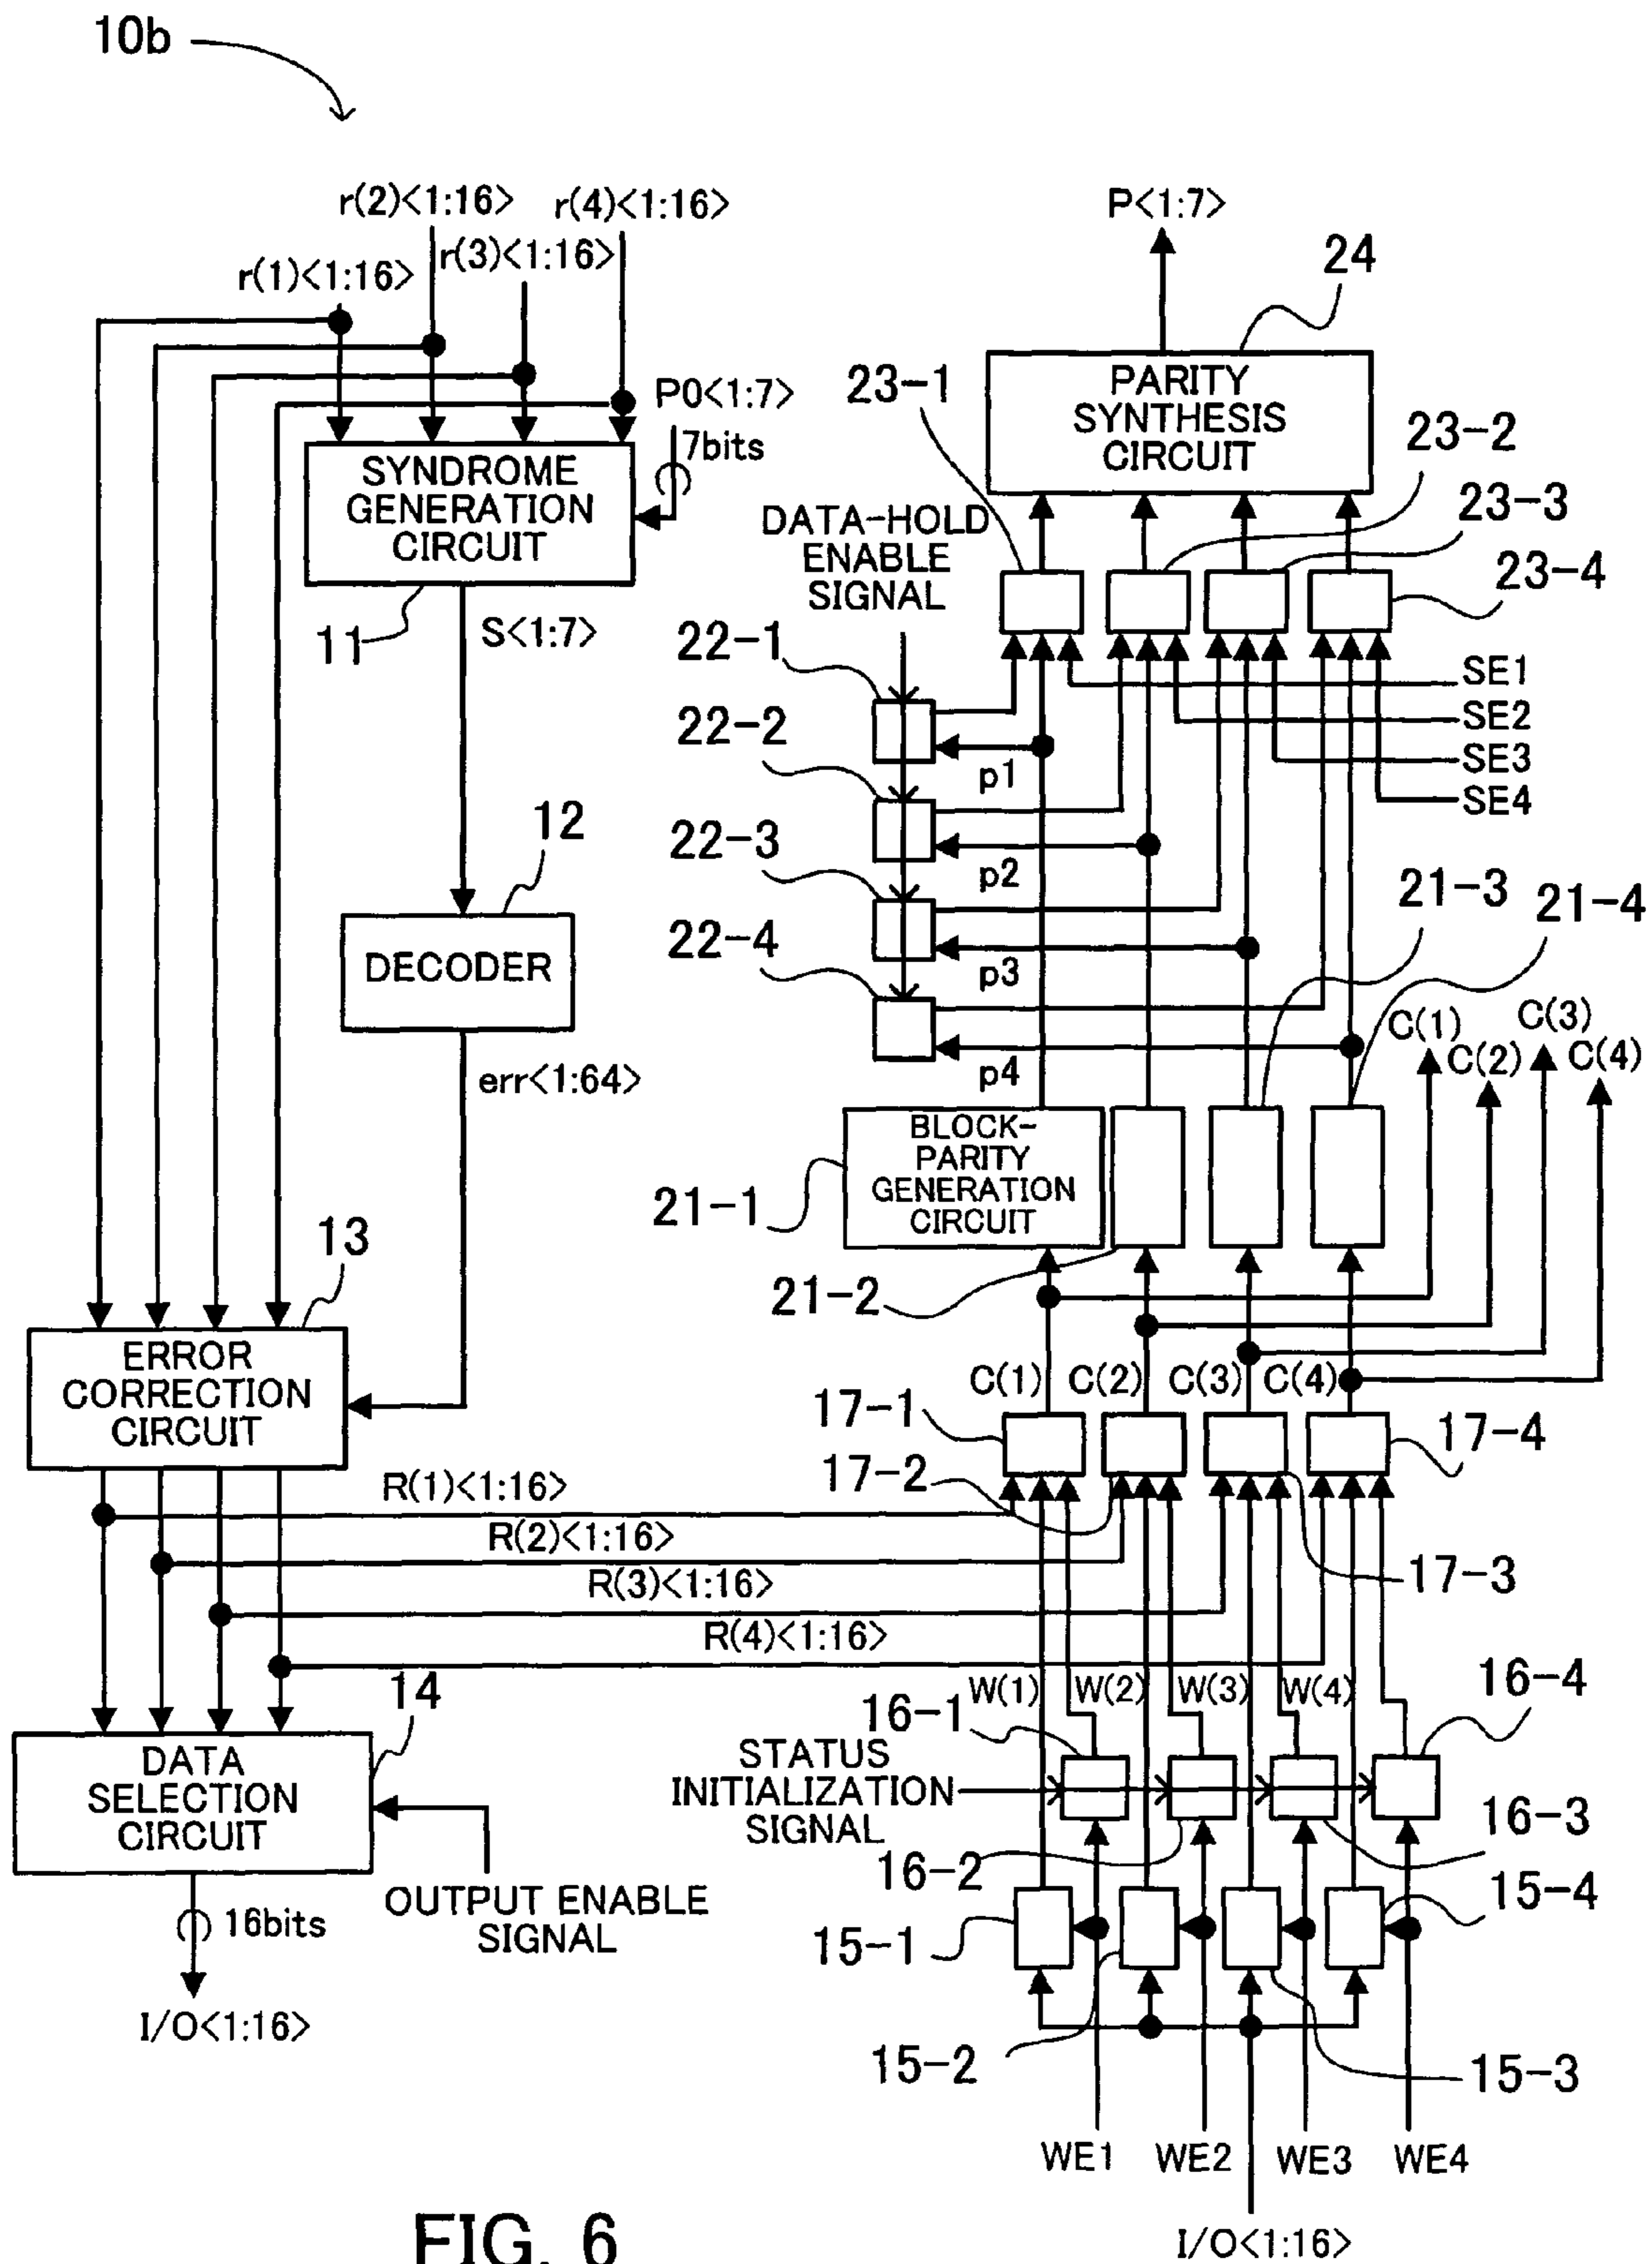 10b
r(2)<1:16>
r(4)<1:16>
r(1)<1:16>
r(3)<1:16>
P0<1:7>
7bits
SYNDROME
GENERATION
CIRCUIT
11
S<1:7>
12
DECODER
err<1:64>
13
ERROR
CORRECTION
CIRCUIT
R(1)<1:16>
R(2)<1:16>
R(3)<1:16>
R(4)<1:16>
14
DATA
SELECTION
CIRCUIT
OUTPUT ENABLE
SIGNAL
16bits
I/O<1:16>
P<1:7>
24
PARITY
SYNTHESIS
CIRCUIT
23-1
23-2
23-3
23-4
DATA-HOLD
ENABLE
SIGNAL
22-1
22-2
22-3
22-4
SE1
SE2
SE3
SE4
p1
p2
p3
p4
21-3
21-4
C(1)
C(2)
C(3)
C(4)
BLOCK-
PARITY
GENERATION
CIRCUIT
21-1
21-2
C(1)
C(2)
C(3)
C(4)
17-1
17-2
17-4
17-3
W(1)
W(2)
W(3)
W(4)
16-1
16-4
STATUS
INITIALIZATION
SIGNAL
16-2
16-3
15-1
15-4
15-2
15-3
WE1
WE2
WE3
WE4
I/O<1:16>
FIG. 6